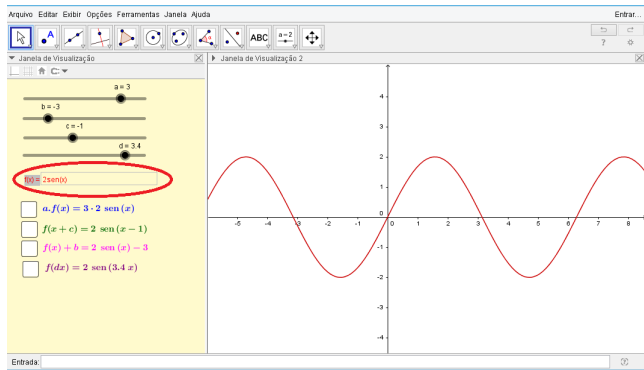 Arquivo Editar Exibir Opções Ferramentas Janela Ajuda
Entrar...
ABC a=2
Janela de Visualização
Janela de Visualização 2
a = 3
b = -3
c = -1
d = 3.4
f(x) = 2sen(x)
a.f(x) = 3 · 2 sen (x)
f(x + c) = 2 sen (x − 1)
f(x) + b = 2 sen (x) − 3
f(dx) = 2 sen (3.4 x)
4
3
2
1
0
-5 -4 -3 -2 -1 0 1 2 3 4 5 6 7 8
-1
-2
-3
-4
Entrada: